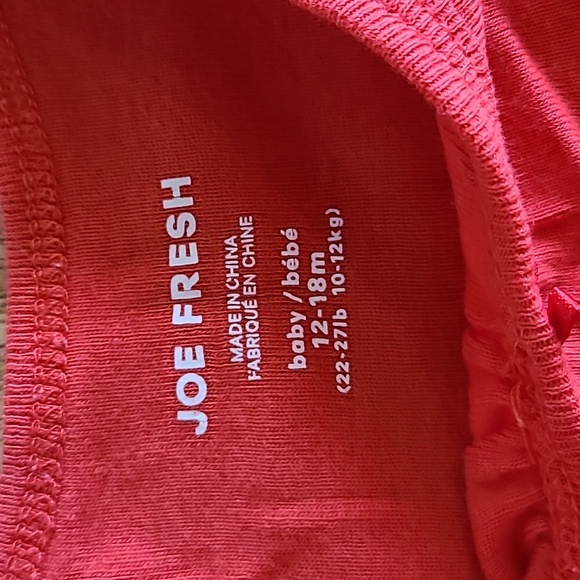 JOE FRESH
MADE IN CHINA
FABRIQUÉ EN CHINE
baby / bébé
12-18m
(22-27lb 10-12kg)